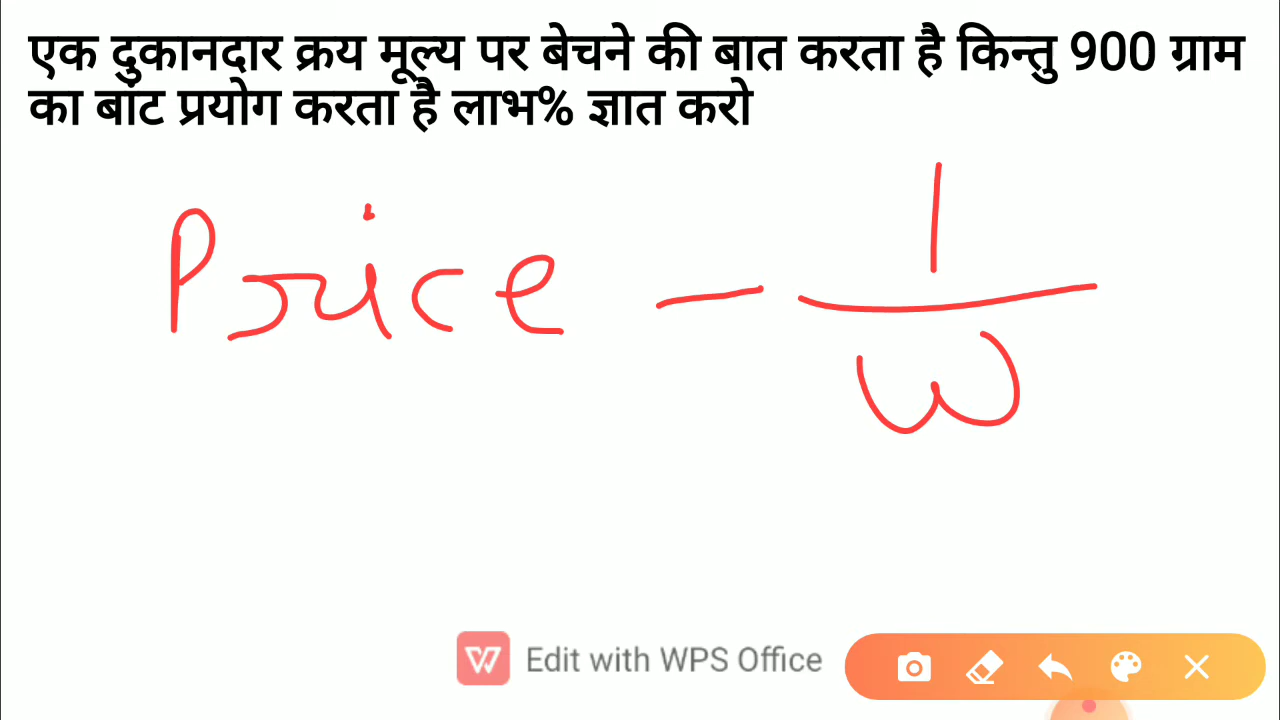 एक दुकानदार क्रय मूल्य पर बेचने की बात करता है किन्तु 900 ग्राम
का बांट प्रयोग करता है लाभ% ज्ञात करो
Price - 1
W
Edit with WPS Office